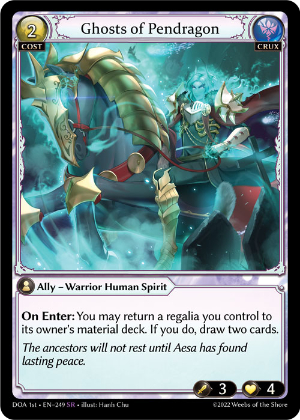 2
Ghosts of Pendragon
COST
CRUX
Ally – Warrior Human Spirit
On Enter: You may return a regalia you control to
its owner's material deck. If you do, draw two cards.
The ancestors will not rest until Aesa has found
lasting peace.
3
4
DOA 1st • EN-249 SR • illust: Hanh Chu
©2022 Weebs of the Shore